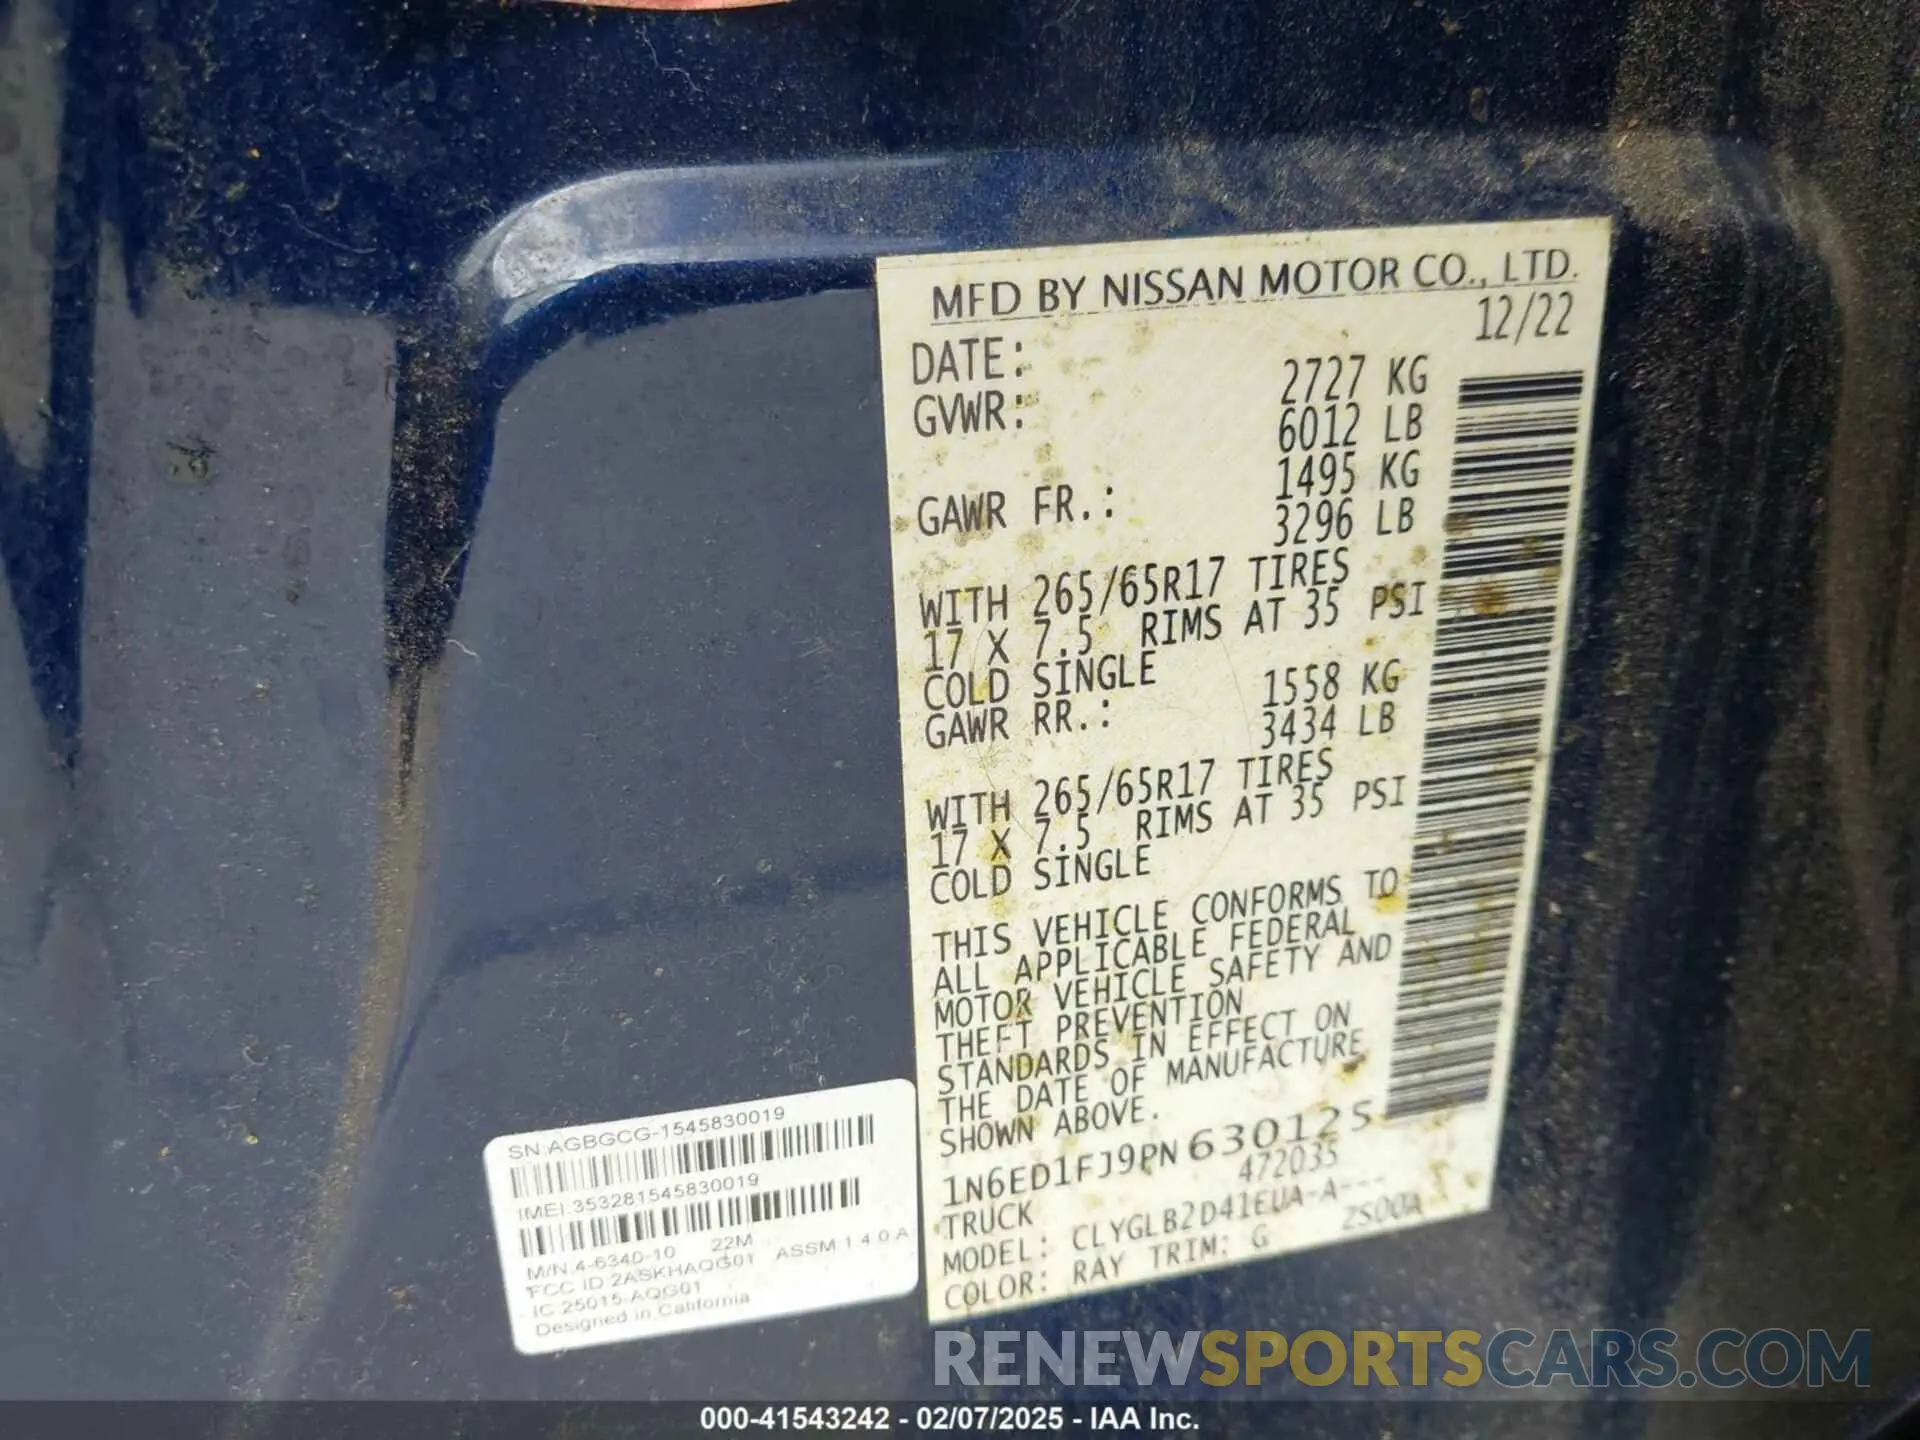 MFD BY NISSAN MOTOR CO., LTD.
DATE: 12/22
GVWR: 2727 KG
6012 LB
GAWR FR.: 1495 KG
3296 LB
WITH 265/65R17 TIRES
17 X 7.5 RIMS AT 35 PSI
COLD SINGLE
GAWR RR.: 1558 KG
3434 LB
WITH 265/65R17 TIRES
17 X 7.5 RIMS AT 35 PSI
COLD SINGLE
THIS VEHICLE CONFORMS TO
ALL APPLICABLE FEDERAL
MOTOR VEHICLE SAFETY AND
THEFT PREVENTION
STANDARDS IN EFFECT ON
THE DATE OF MANUFACTURE
SHOWN ABOVE.
1N6ED1FJ9PN630125
TRUCK 472035
MODEL: CLYGLB2D41EUA-A---
COLOR: RAY TRIM: G ZS00A
SN:AGBGCG-1545830019
IMEI:353281545830019
M/N:4-6340-10 22M
FCC ID:2ASKHAQG01 ASSM 1.4.0.A
IC:25015-AQG01
Designed in California
RENEWSPORTSCARS.COM
000-41543242 - 02/07/2025 - IAA Inc.